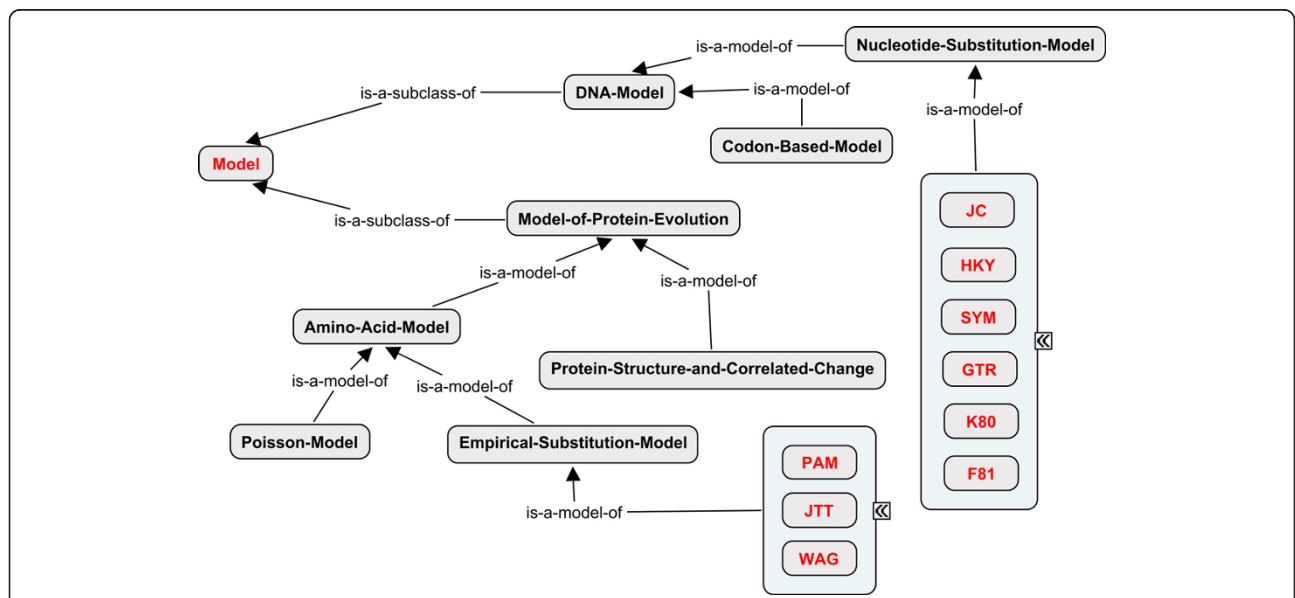 is-a-model-of
Nucleotide-Substitution-Model
is-a-subclass-of
DNA-Model
is-a-model-of
is-a-model-of
Codon-Based-Model
Model
JC
is-a-subclass-of
Model-of-Protein-Evolution
HKY
is-a-model-of
is-a-model-of
SYM
Amino-Acid-Model
GTR
Protein-Structure-and-Correlated-Change
is-a-model-of
is-a-model-of
K80
Poisson-Model
Empirical-Substitution-Model
PAM
F81
is-a-model-of
JTT
WAG